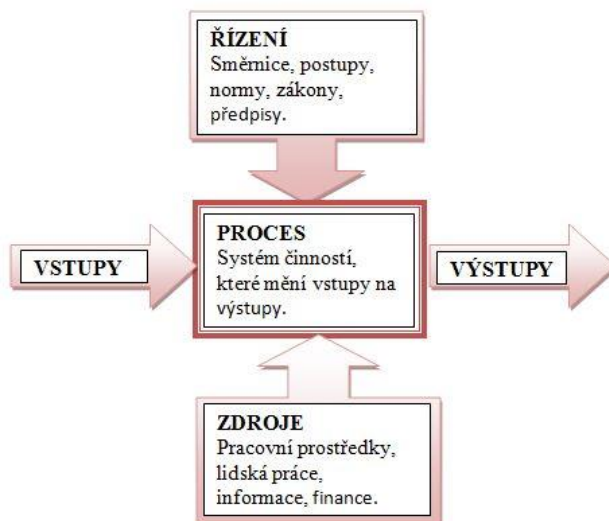 ŘÍZENÍ
Směrnice, postupy,
normy, zákony,
předpisy.
VSTUPY
PROCES
Systém činností,
které mění vstupy na
výstupy.
VÝSTUPY
ZDROJE
Pracovní prostředky,
lidská práce,
informace, finance.